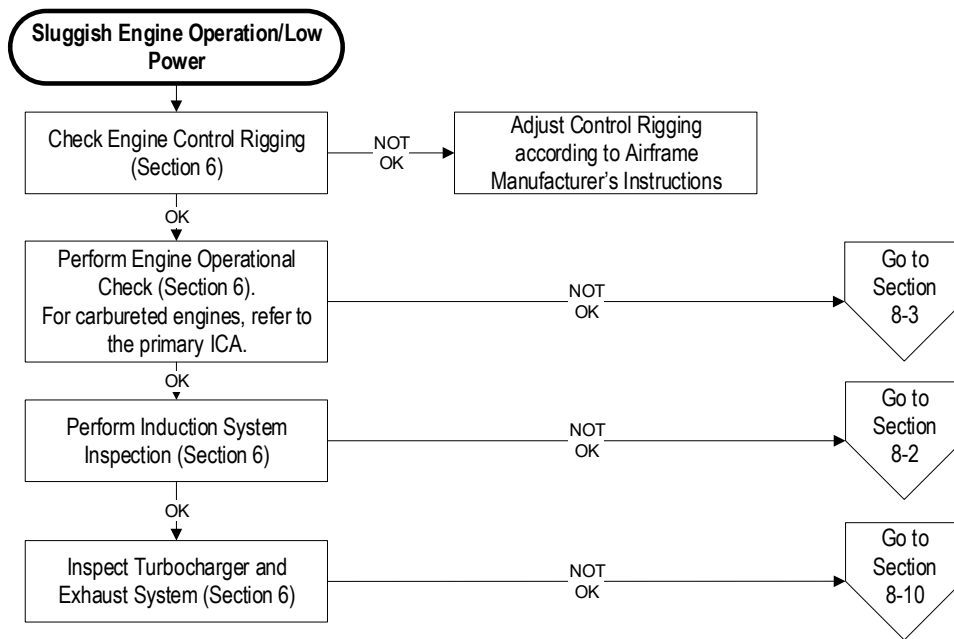 Sluggish Engine Operation/Low
Power
Check Engine Control Rigging
(Section 6)
NOT
OK
Adjust Control Rigging
according to Airframe
Manufacturer's Instructions
OK
Perform Engine Operational
Check (Section 6).
For carbureted engines, refer to
the primary ICA.
NOT
OK
Go to
Section
8-3
OK
Perform Induction System
Inspection (Section 6)
NOT
OK
Go to
Section
8-2
OK
Inspect Turbocharger and
Exhaust System (Section 6)
NOT
OK
Go to
Section
8-10